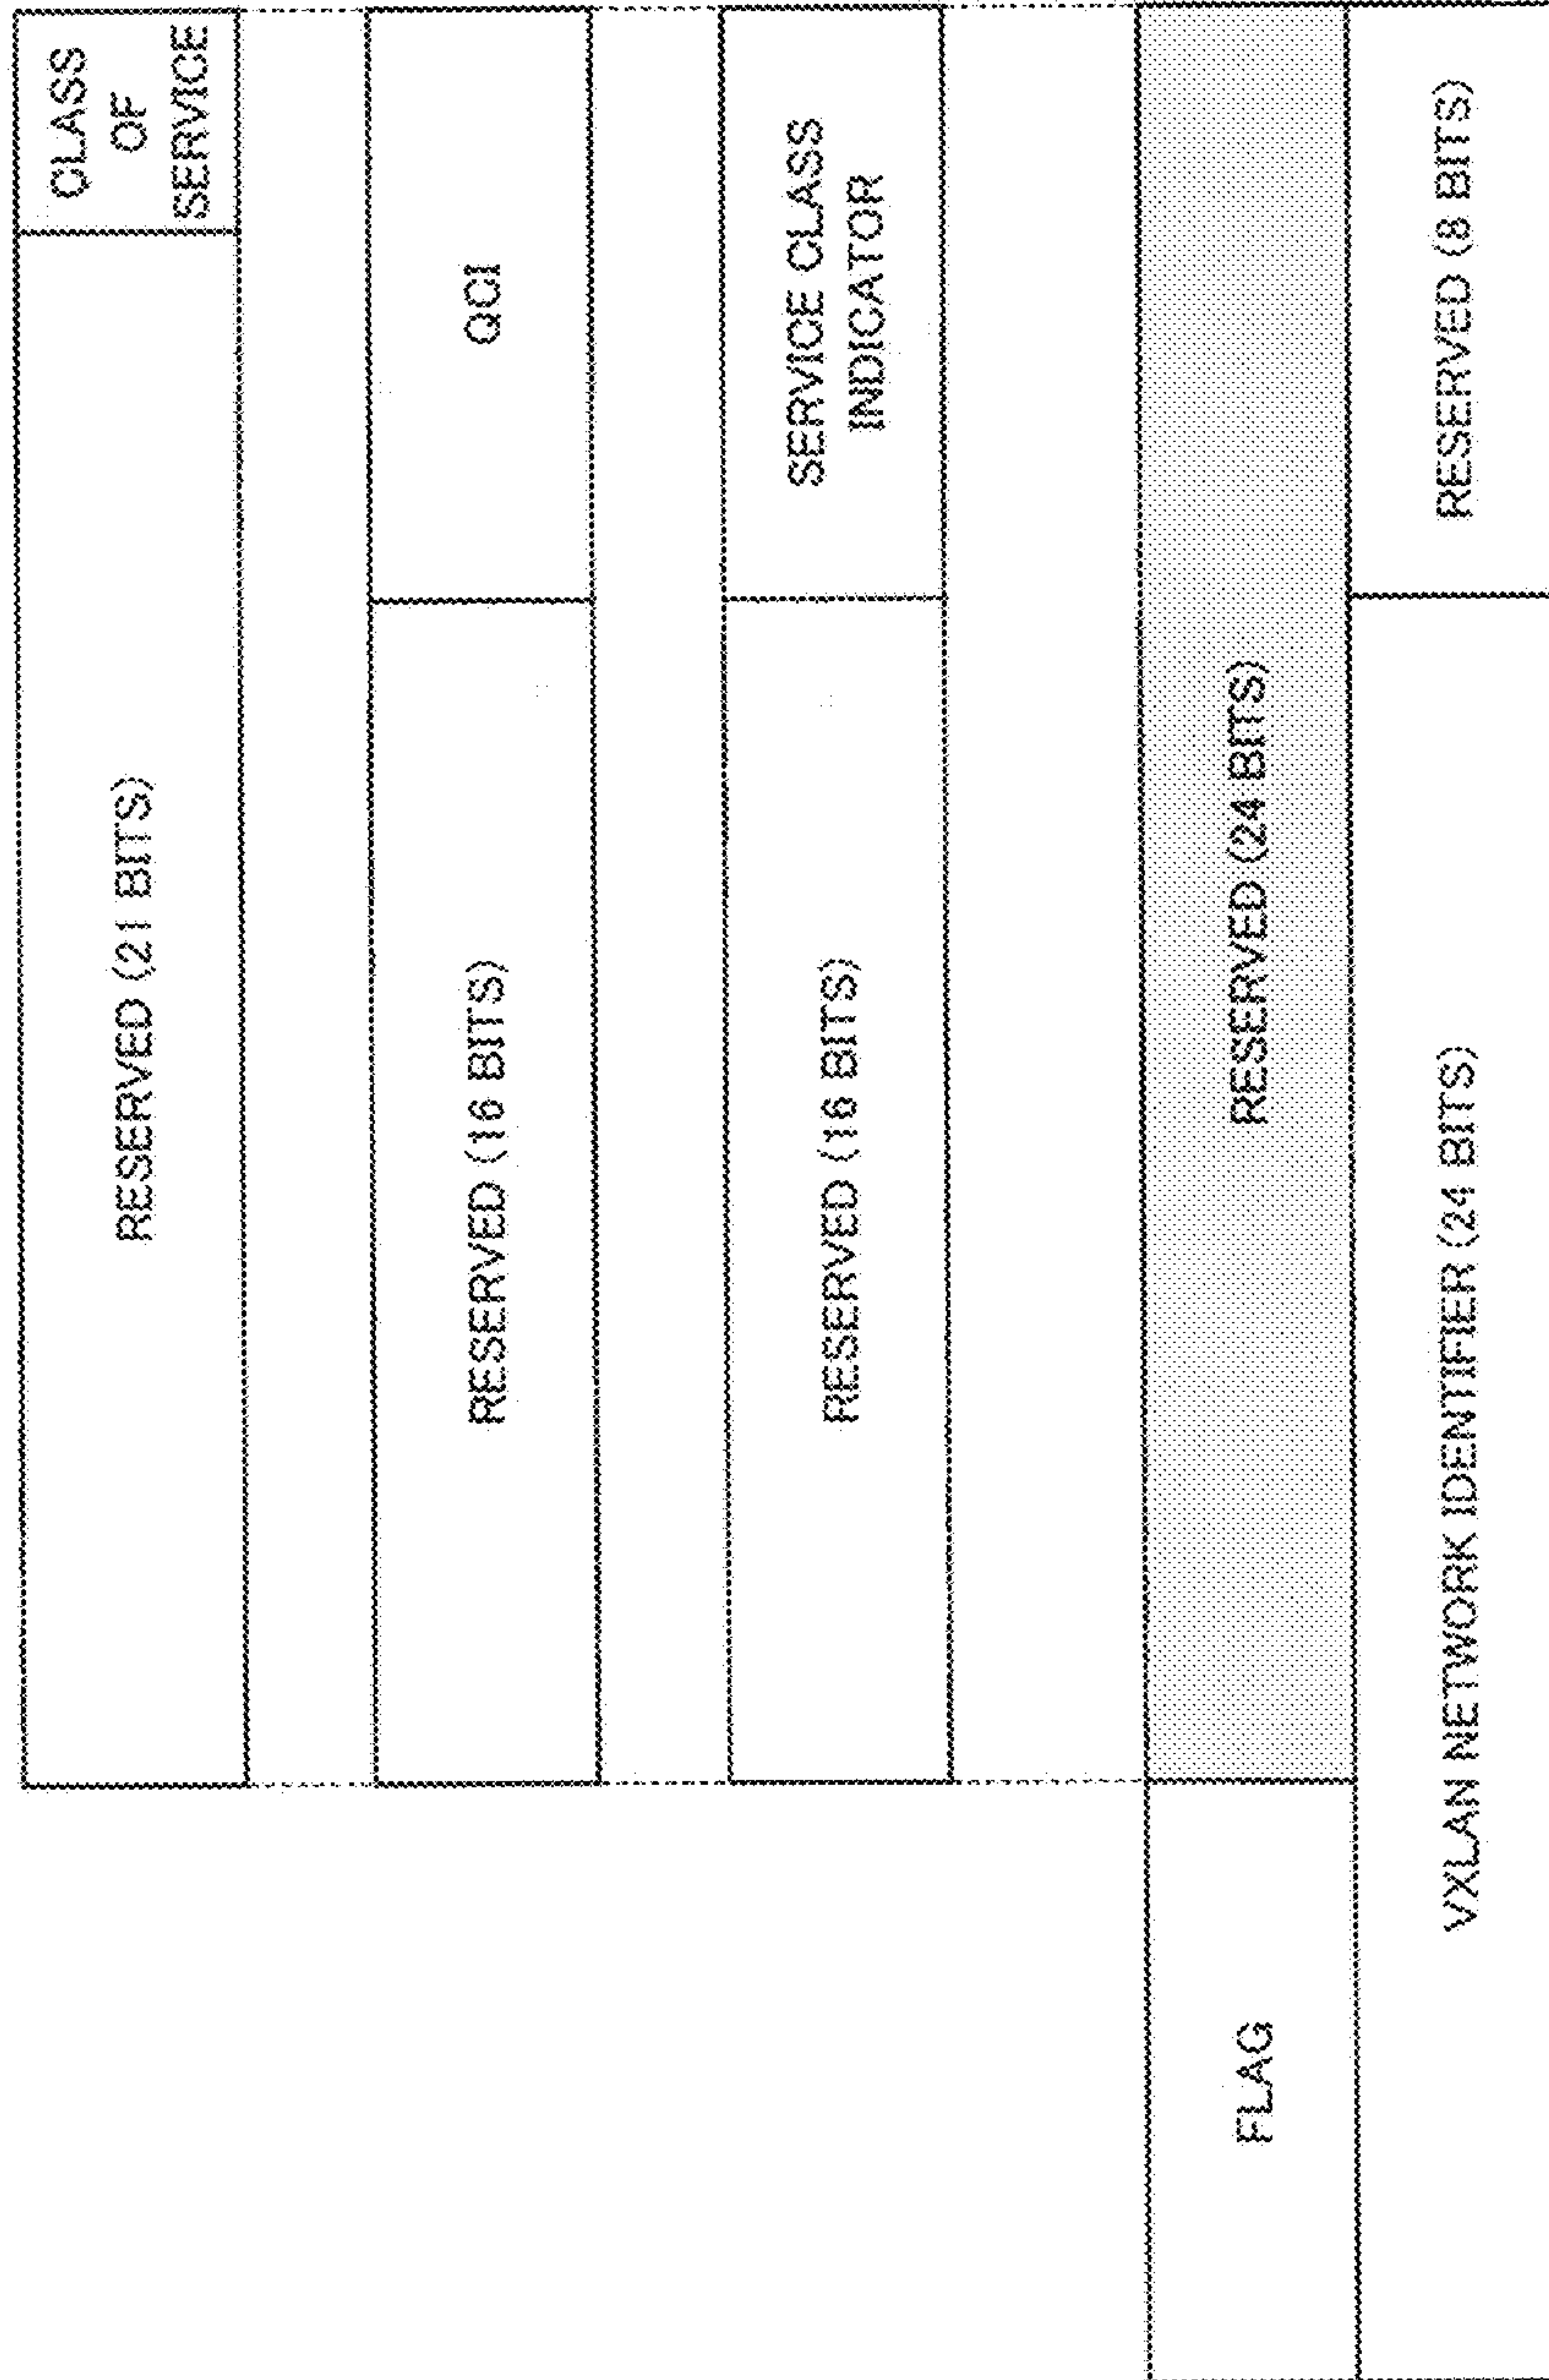 RESERVED (21 BITS)
CLASS
OF
SERVICE
RESERVED (16 BITS)
QCI
RESERVED (16 BITS)
SERVICE CLASS
INDICATOR
FLAG
RESERVED (24 BITS)
VXLAN NETWORK IDENTIFIER (24 BITS)
RESERVED (8 BITS)